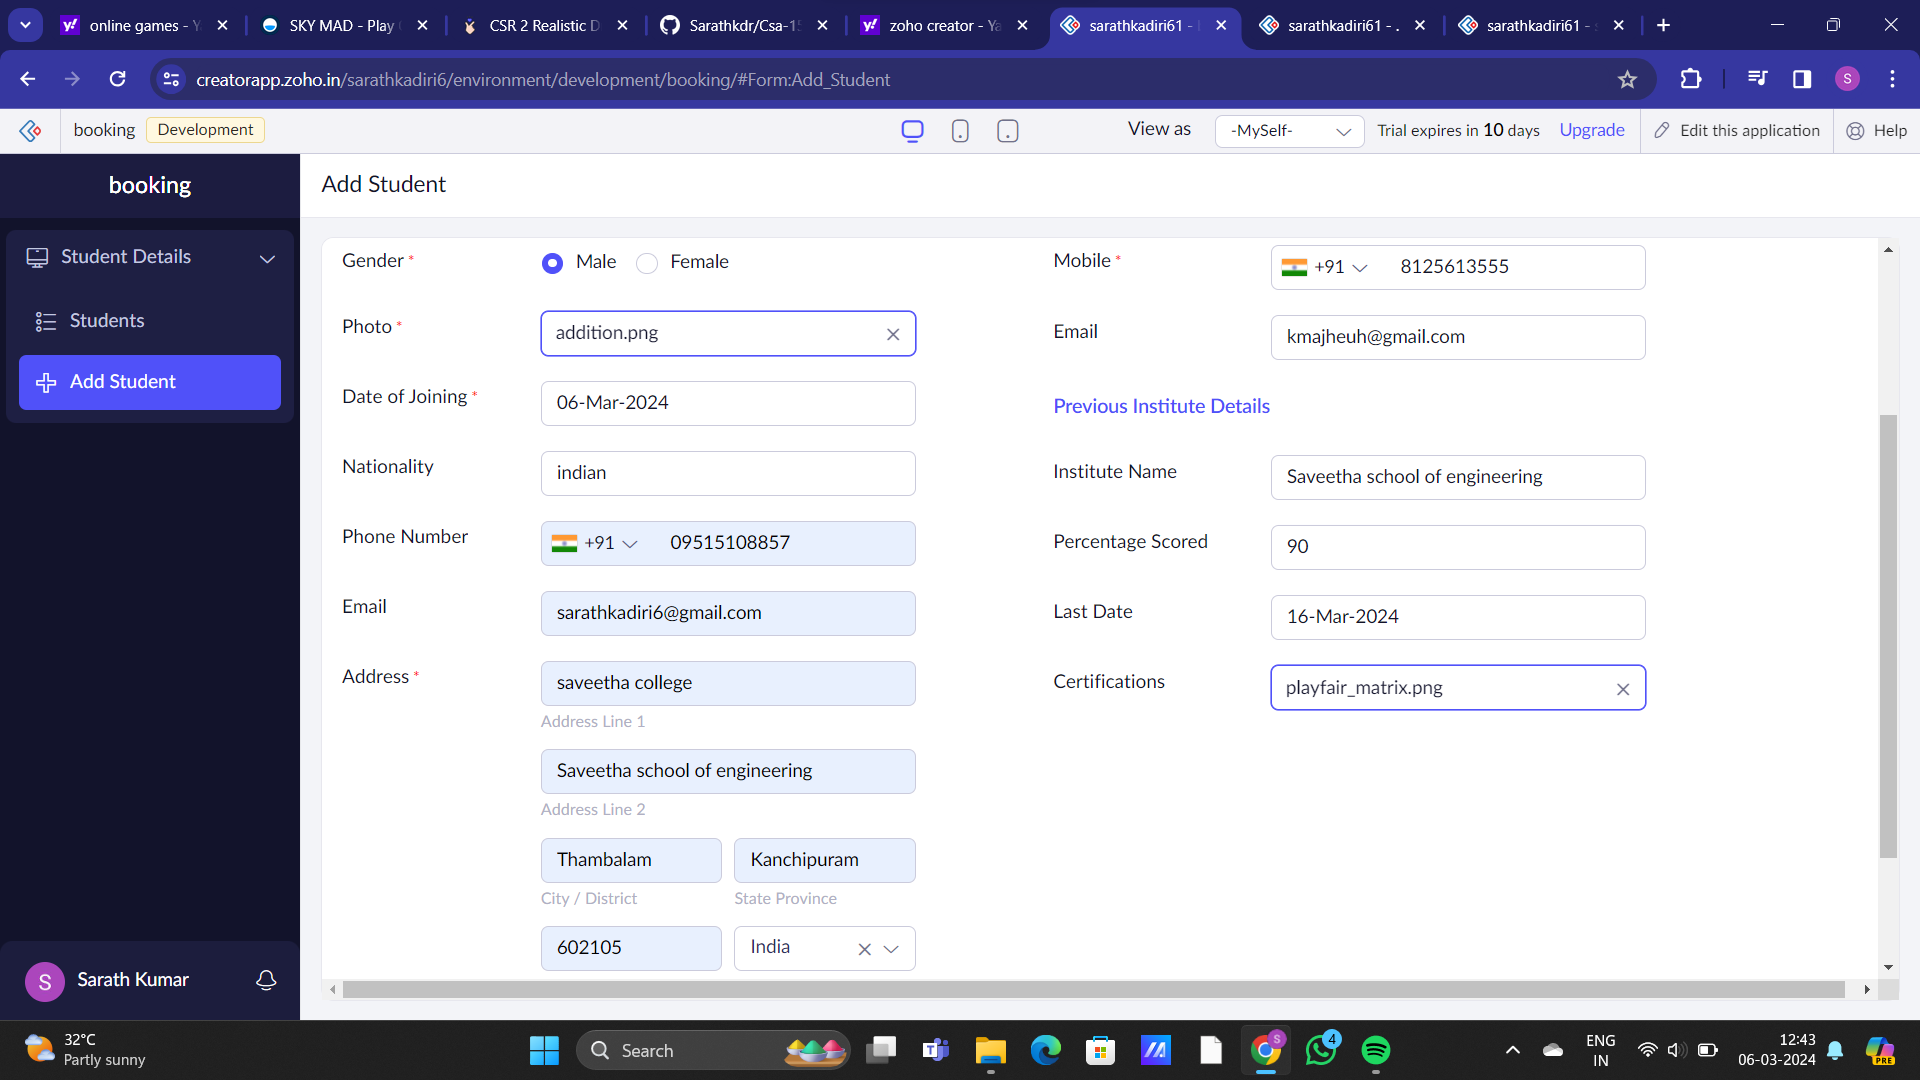 online games - Y
SKY MAD - Play
CSR 2 Realistic D
Sarathkdr/Csa-15
zoho creator - Ya
sarathkadiri61 -
sarathkadiri61 - .
sarathkadiri61 - s
creatorapp.zoho.in/sarathkadiri6/environment/development/booking/#Form:Add_Student
S
booking
Development
View as
-MySelf-
Trial expires in 10 days
Upgrade
Edit this application
Help
booking
Student Details
Students
Add Student
Sarath Kumar
S
Add Student
Gender *
Male
Female
Photo *
addition.png
Date of Joining *
06-Mar-2024
Nationality
indian
Phone Number
+91
09515108857
Email
sarathkadiri6@gmail.com
Address *
saveetha college
Address Line 1
Saveetha school of engineering
Address Line 2
Thambalam
Kanchipuram
City / District
State Province
602105
India
Mobile *
+91
8125613555
Email
kmajheuh@gmail.com
Previous Institute Details
Institute Name
Saveetha school of engineering
Percentage Scored
90
Last Date
16-Mar-2024
Certifications
playfair_matrix.png
32°C
Partly sunny
Search
S
4
ENG
IN
12:43
06-03-2024
PRE